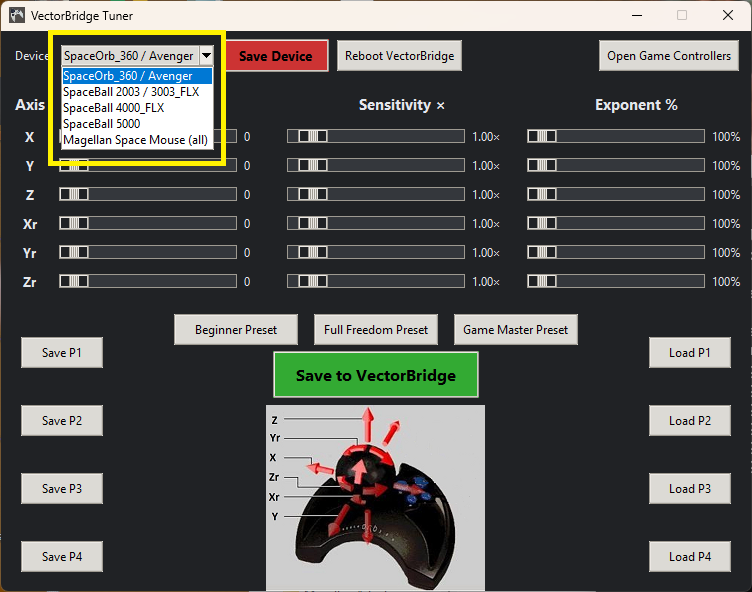 VectorBridge Tuner
Device
SpaceOrb_360 / Avenger
Save Device
Reboot VectorBridge
Open Game Controllers
SpaceOrb_360 / Avenger
SpaceBall 2003 / 3003_FLX
SpaceBall 4000_FLX
SpaceBall 5000
Magellan Space Mouse (all)
Axis
Sensitivity ×
Exponent %
X 0 1.00× 100%
Y 0 1.00× 100%
Z 0 1.00× 100%
Xr 0 1.00× 100%
Yr 0 1.00× 100%
Zr 0 1.00× 100%
Beginner Preset
Full Freedom Preset
Game Master Preset
Save P1
Load P1
Save to VectorBridge
Save P2
Load P2
Save P3
Load P3
Save P4
Load P4
Z
Yr
X
Zr
Xr
Y